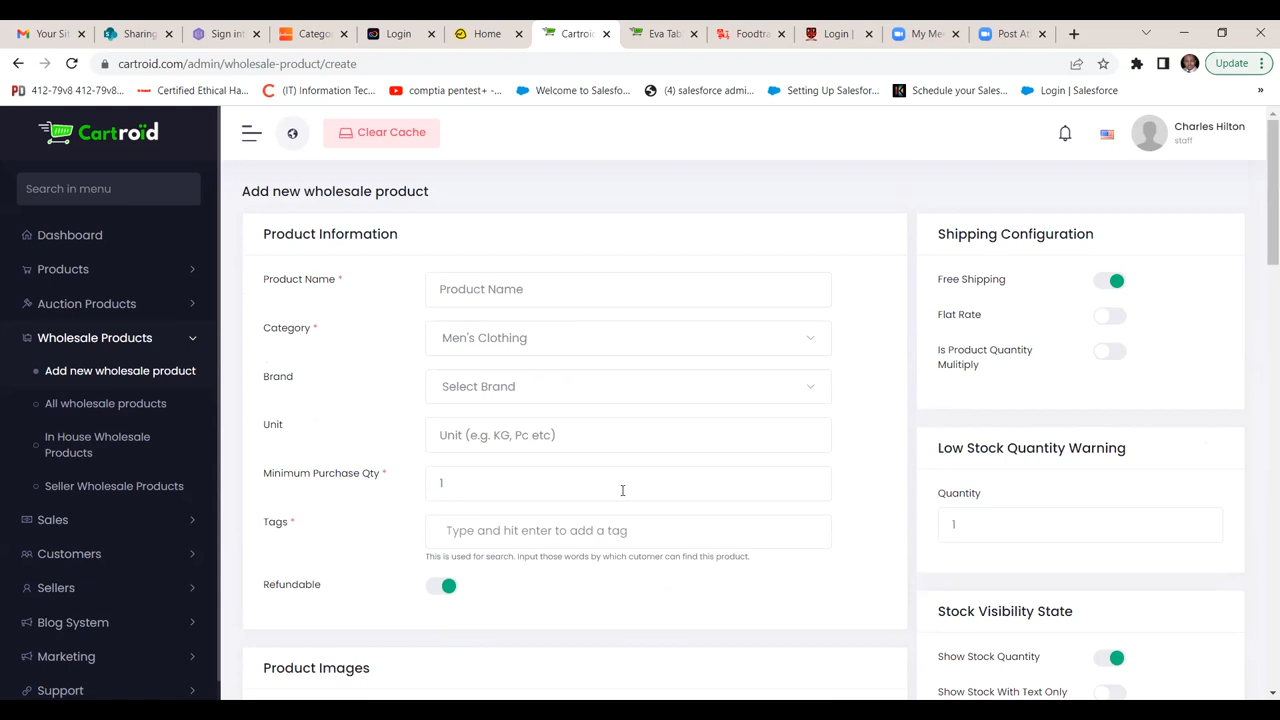 Your Sit
Sharing
Sign int
Catego
Login
Home
Cartroid
Eva Tab
Foodtra
Login |
My Me
Post At
cartroid.com/admin/wholesale-product/create
Update
412-79v8 412-79v8...
Certified Ethical Ha...
(IT) Information Tec...
comptia pentest+ -...
Welcome to Salesfo...
(4) salesforce admi...
Setting Up Salesfor...
Schedule your Sales...
Login | Salesforce
»
Cartroid
Clear Cache
Charles Hilton
staff
Search in menu
Dashboard
Products
Auction Products
Wholesale Products
Add new wholesale product
All wholesale products
In House Wholesale
Products
Seller Wholesale Products
Sales
Customers
Sellers
Blog System
Marketing
Support
Add new wholesale product
Product Information
Product Name *
Product Name
Category *
Men's Clothing
Brand
Select Brand
Unit
Unit (e.g. KG, Pc etc)
Minimum Purchase Qty *
1
Tags *
Type and hit enter to add a tag
This is used for search. Input those words by which cutomer can find this product.
Refundable
Product Images
Shipping Configuration
Free Shipping
Flat Rate
Is Product Quantity
Mulitiply
Low Stock Quantity Warning
Quantity
1
Stock Visibility State
Show Stock Quantity
Show Stock With Text Only